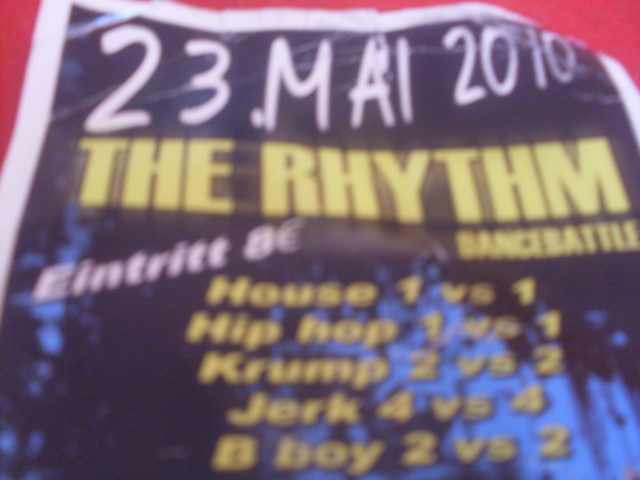 23.MAI 2010
THE RHYTHM
DANCEBATTLE
Eintritt 8€
House 1 vs 1
Hip hop 1 vs 1
Krump 2 vs 2
Jerk 4 vs 4
B boy 2 vs 2